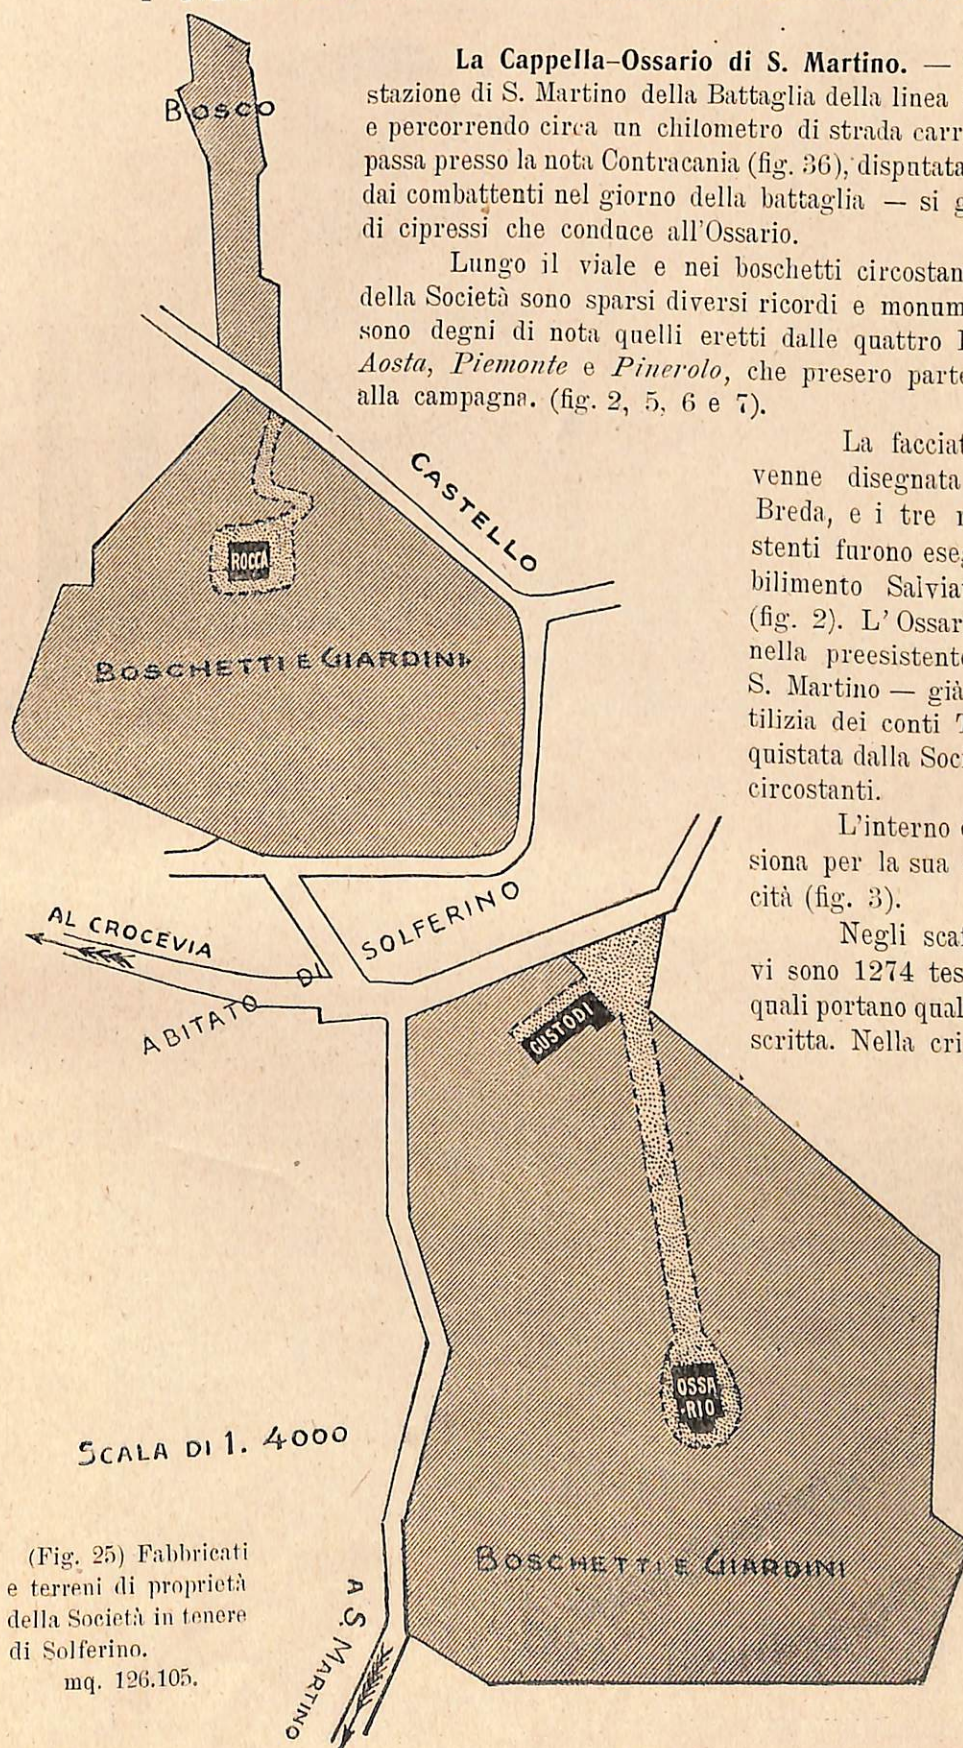 La Cappella–Ossario di S. Martino. —
stazione di S. Martino della Battaglia della linea
e percorrendo circa un chilometro di strada carr
passa presso la nota Contracania (fig. 36), disputata
dai combattenti nel giorno della battaglia — si g
di cipressi che conduce all'Ossario.
Lungo il viale e nei boschetti circostan
della Società sono sparsi diversi ricordi e monum
sono degni di nota quelli eretti dalle quattro
Aosta, Piemonte e Pinerolo, che presero parte
alla campagna. (fig. 2, 5, 6 e 7).
La facciat
venne disegnata
Breda, e i tre
stenti furono ese
bilimento Salvia
(fig. 2). L'Ossar
nella preesistent
S. Martino — già
tilizia dei conti T
quistata dalla Soc
circostanti.
L'interno
siona per la sua
cità (fig. 3).
Negli scaf
vi sono 1274 tes
quali portano qual
scritta. Nella cri
BOSCO
CASTELLO
ROCCA
BOSCHETTI E GIARDINI.
AL CROCEVIA
ABITATO DI SOLFERINO
CUSTODI
OSSA
-RIO
SCALA DI 1. 4000
BOSCHETTI E GIARDINI
A S. MARTINO
(Fig. 25) Fabbricati
e terreni di proprietà
della Società in tenere
di Solferino.
mq. 126.105.